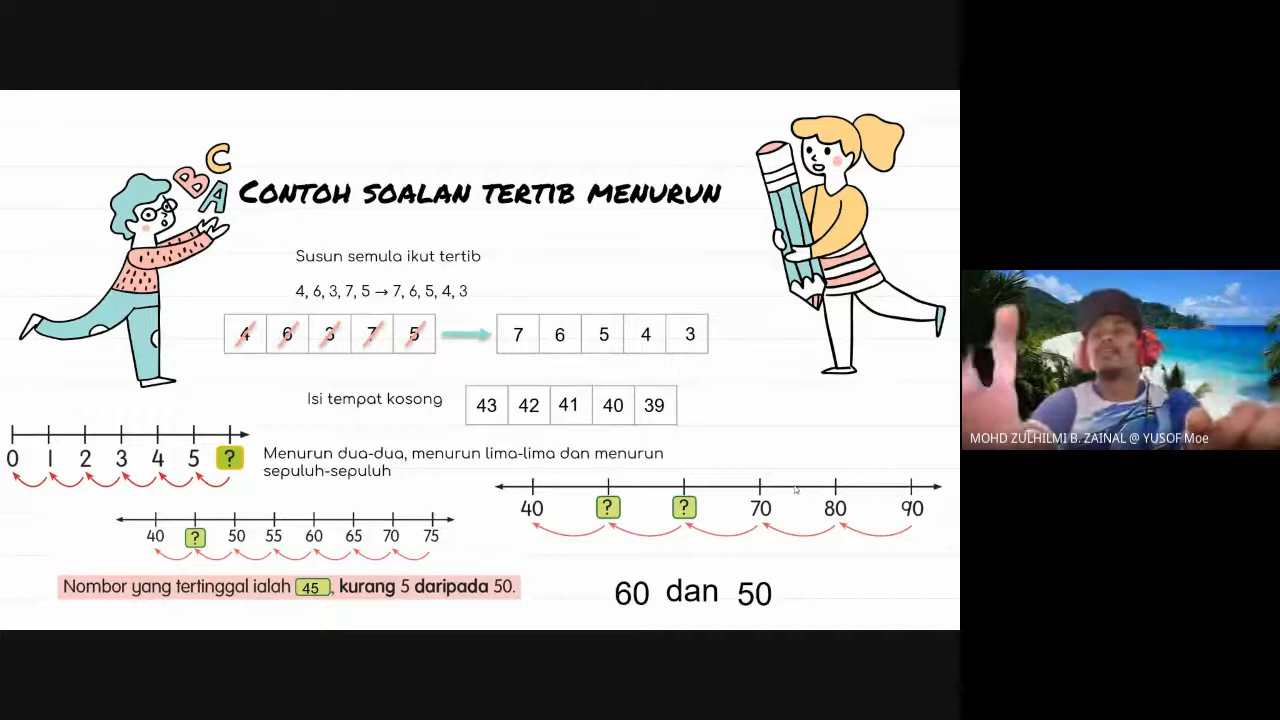 C
B
A
CONTOH SOALAN TERTIB MENURUN
Susun semula ikut tertib
4, 6, 3, 7, 5 → 7, 6, 5, 4, 3
4 6 3 7 5 7 6 5 4 3
Isi tempat kosong 43 42 41 40 39
0 1 2 3 4 5 ?
Menurun dua-dua, menurun lima-lima dan menurun
sepuluh-sepuluh
40 ? ? 70 80 90
40 ? 50 55 60 65 70 75
Nombor yang tertinggal ialah 45, kurang 5 daripada 50.
60 dan 50
MOHD ZULHILMI B. ZAINAL @ YUSOF Moe